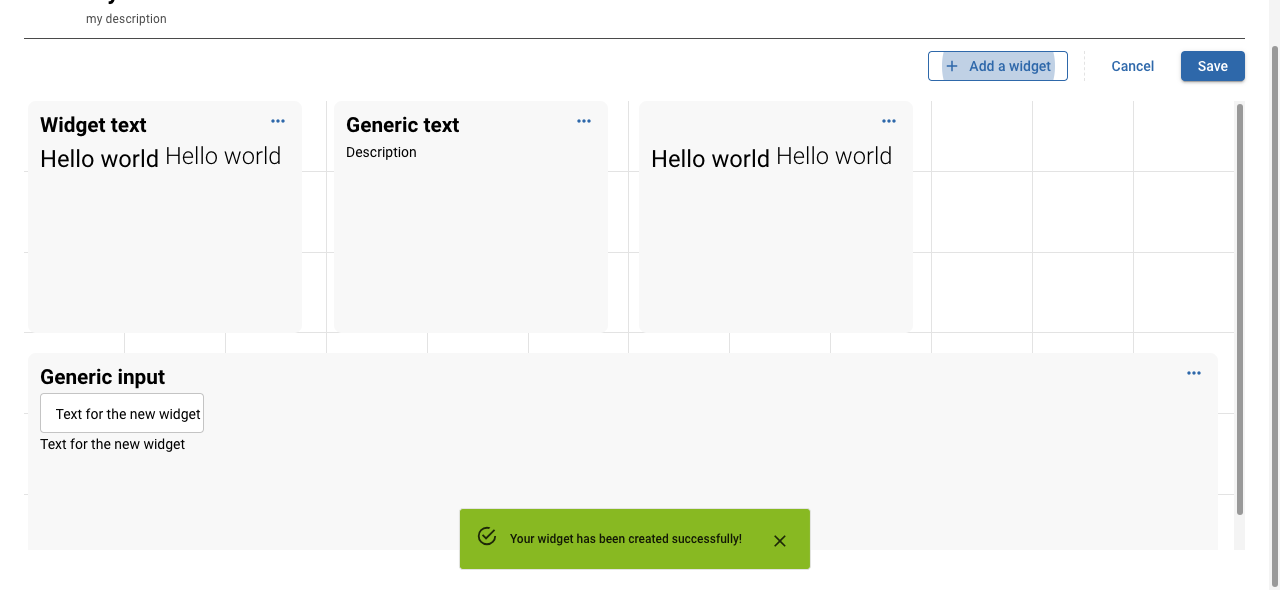 my description
Add a widget Cancel Save
Widget text
Hello world Hello world
Generic text
Description
Hello world Hello world
Generic input
Text for the new widget
Text for the new widget
Your widget has been created successfully!